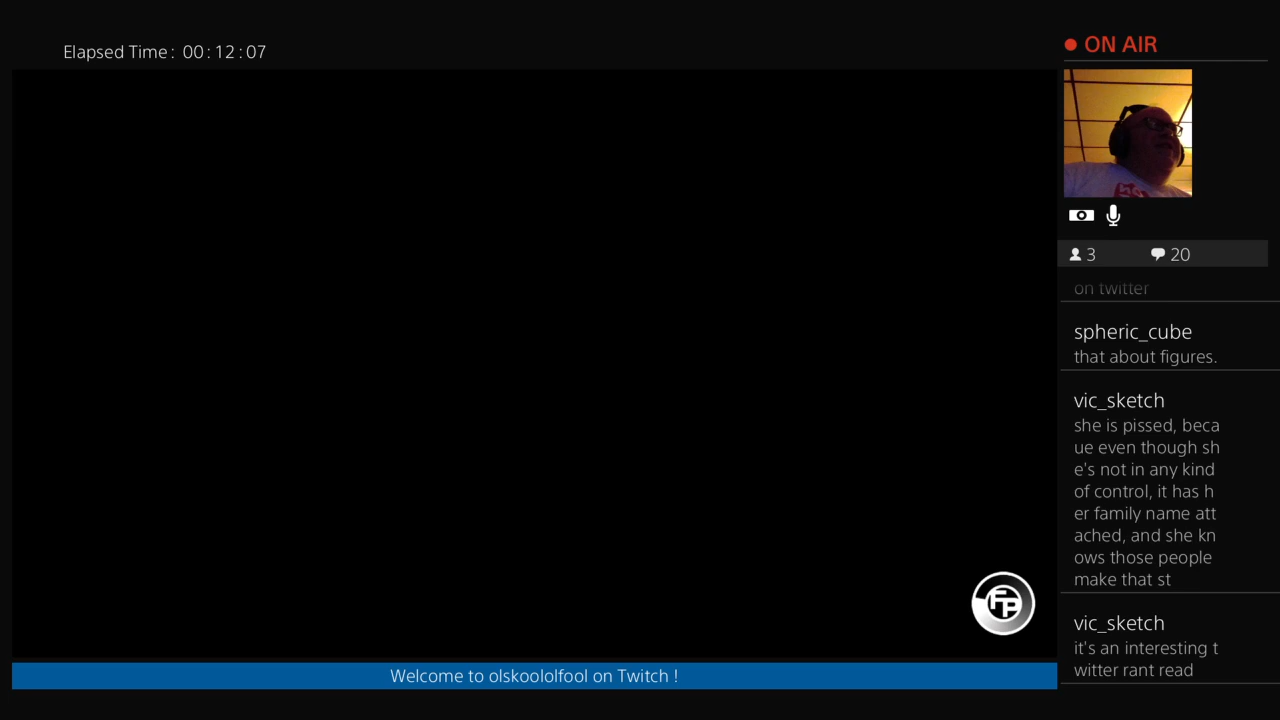 Elapsed Time: 00:12:07
ON AIR
3
20
on twitter
spheric_cube
that about figures.
vic_sketch
she is pissed, beca
ue even though sh
e's not in any kind
of control, it has h
er family name att
ached, and she kn
ows those people
make that st
vic_sketch
it's an interesting t
witter rant read
FP
Welcome to olskoololfool on Twitch !